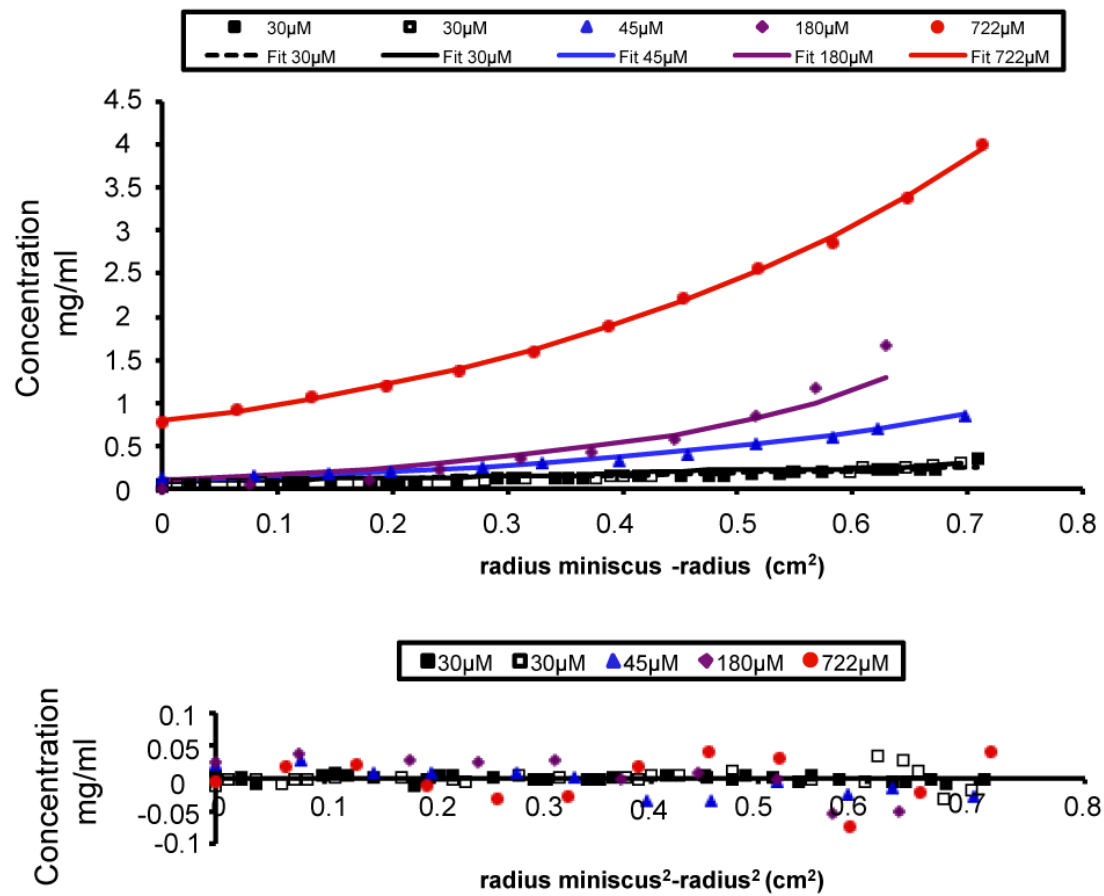 30µM 30µM 45µM 180µM 722µM
Fit 30µM Fit 30µM Fit 45µM Fit 180µM Fit 722µM
4.5
4
3.5
3
2.5
2
1.5
1
0.5
0
Concentration
mg/ml
0 0.1 0.2 0.3 0.4 0.5 0.6 0.7 0.8
radius miniscus -radius (cm²)
30µM 30µM 45µM 180µM 722µM
0.1
0.05
0
-0.05
-0.1
Concentration
mg/ml
0 0.1 0.2 0.3 0.4 0.5 0.6 0.7 0.8
radius miniscus²-radius² (cm²)